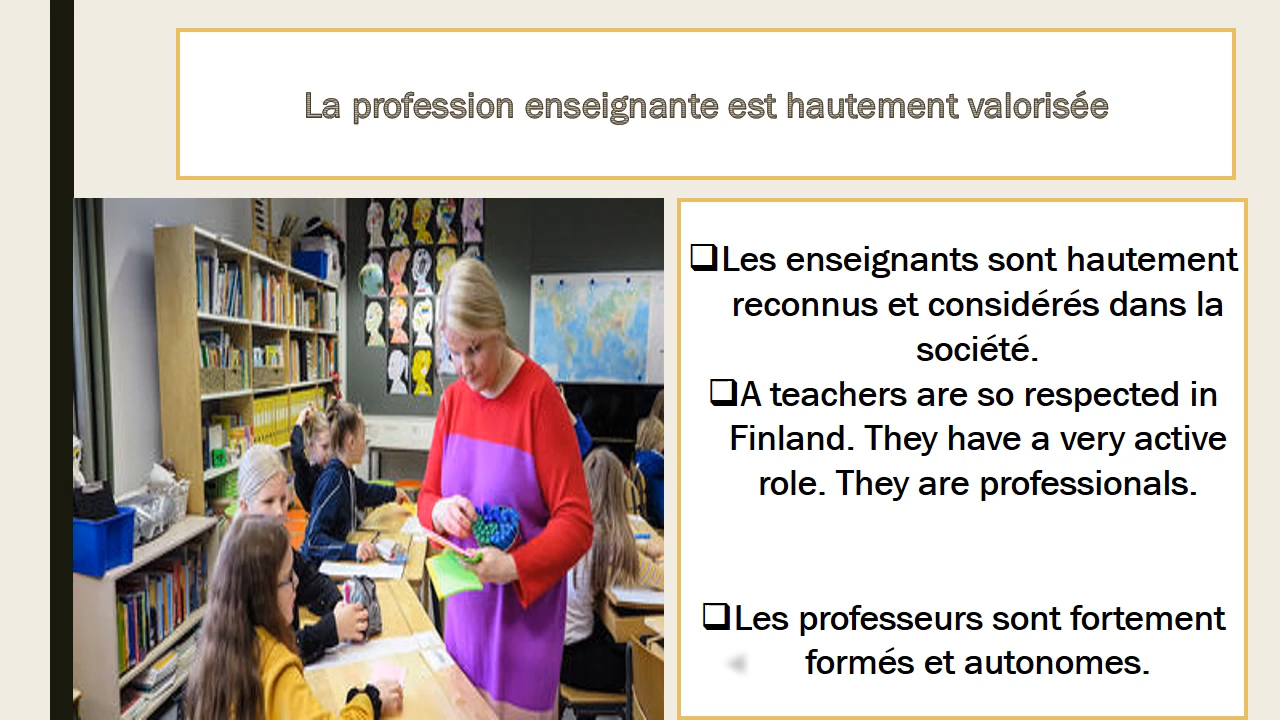 La profession enseignante est hautement valorisée
❑Les enseignants sont hautement
reconnus et considérés dans la
société.
❑A teachers are so respected in
Finland. They have a very active
role. They are professionals.
❑Les professeurs sont fortement
formés et autonomes.